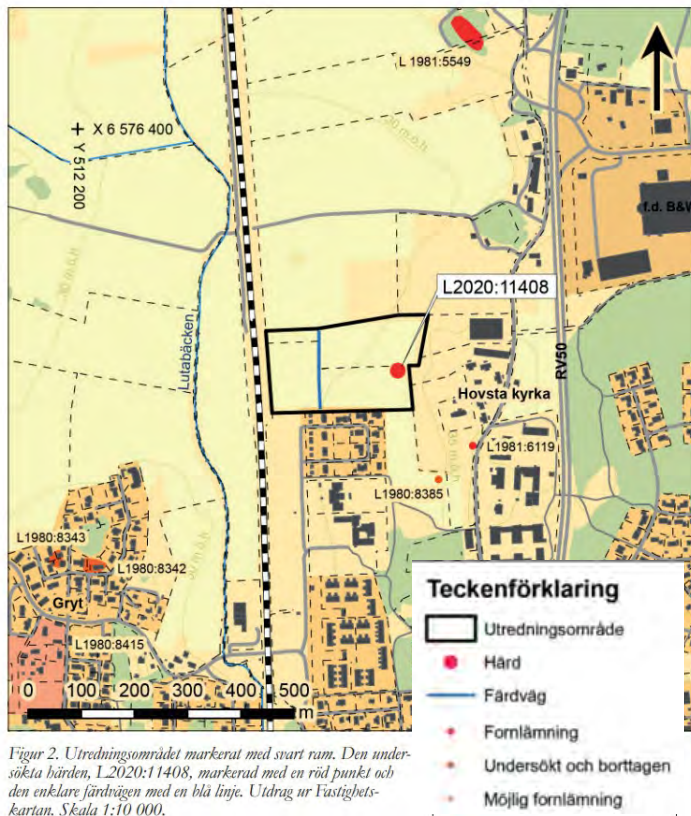 L 1981:5549
X 6 576 400
Y 512 200
30 m.ö.h
f.d. B&W
L2020:11408
Lutabäcken
RV50
Hovsta kyrka
35 m.ö.h
L1981:6119
L1980:8385
L1980:8343
L1980:8342
Gryt
L1980:8415
0 100 200 300 400 500
m
Teckenförklaring
Utredningsområde
Härd
Färdväg
Fornlämning
Undersökt och borttagen
Möjlig fornlämning
Figur 2. Utredningsområdet markerat med svart ram. Den under-
sökta härden, L2020:11408, markerad med en röd punkt och
den enklare färdvägen med en blå linje. Utdrag ur Fastighets-
kartan. Skala 1:10 000.